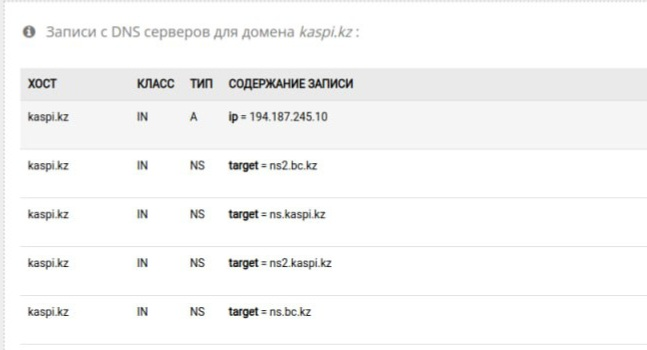 Записи с DNS серверов для домена kaspi.kz :
ХОСТ КЛАСС ТИП СОДЕРЖАНИЕ ЗАПИСИ
kaspi.kz IN A ip = 194.187.245.10
kaspi.kz IN NS target = ns2.bc.kz
kaspi.kz IN NS target = ns.kaspi.kz
kaspi.kz IN NS target = ns2.kaspi.kz
kaspi.kz IN NS target = ns.bc.kz